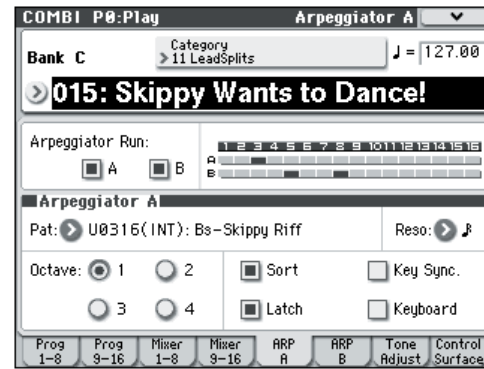 COMBI P0:Play Arpeggiator A
Bank C
Category
11 LeadSplits
♩ = 127.00
015: Skippy Wants to Dance!
Arpeggiator Run:
A B
1 2 3 4 5 6 7 8 9 10 11 12 13 14 15 16
A
B
Arpeggiator A
Pat: U0316(INT): Bs-Skippy Riff Reso:
Octave: 1 2 Sort Key Sync.
3 4 Latch Keyboard
Prog 1-8 Prog 9-16 Mixer 1-8 Mixer 9-16 ARP A ARP B Tone Adjust Control Surface